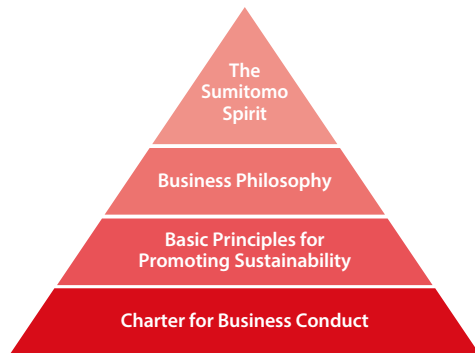 The
Sumitomo
Spirit
Business Philosophy
Basic Principles for
Promoting Sustainability
Charter for Business Conduct